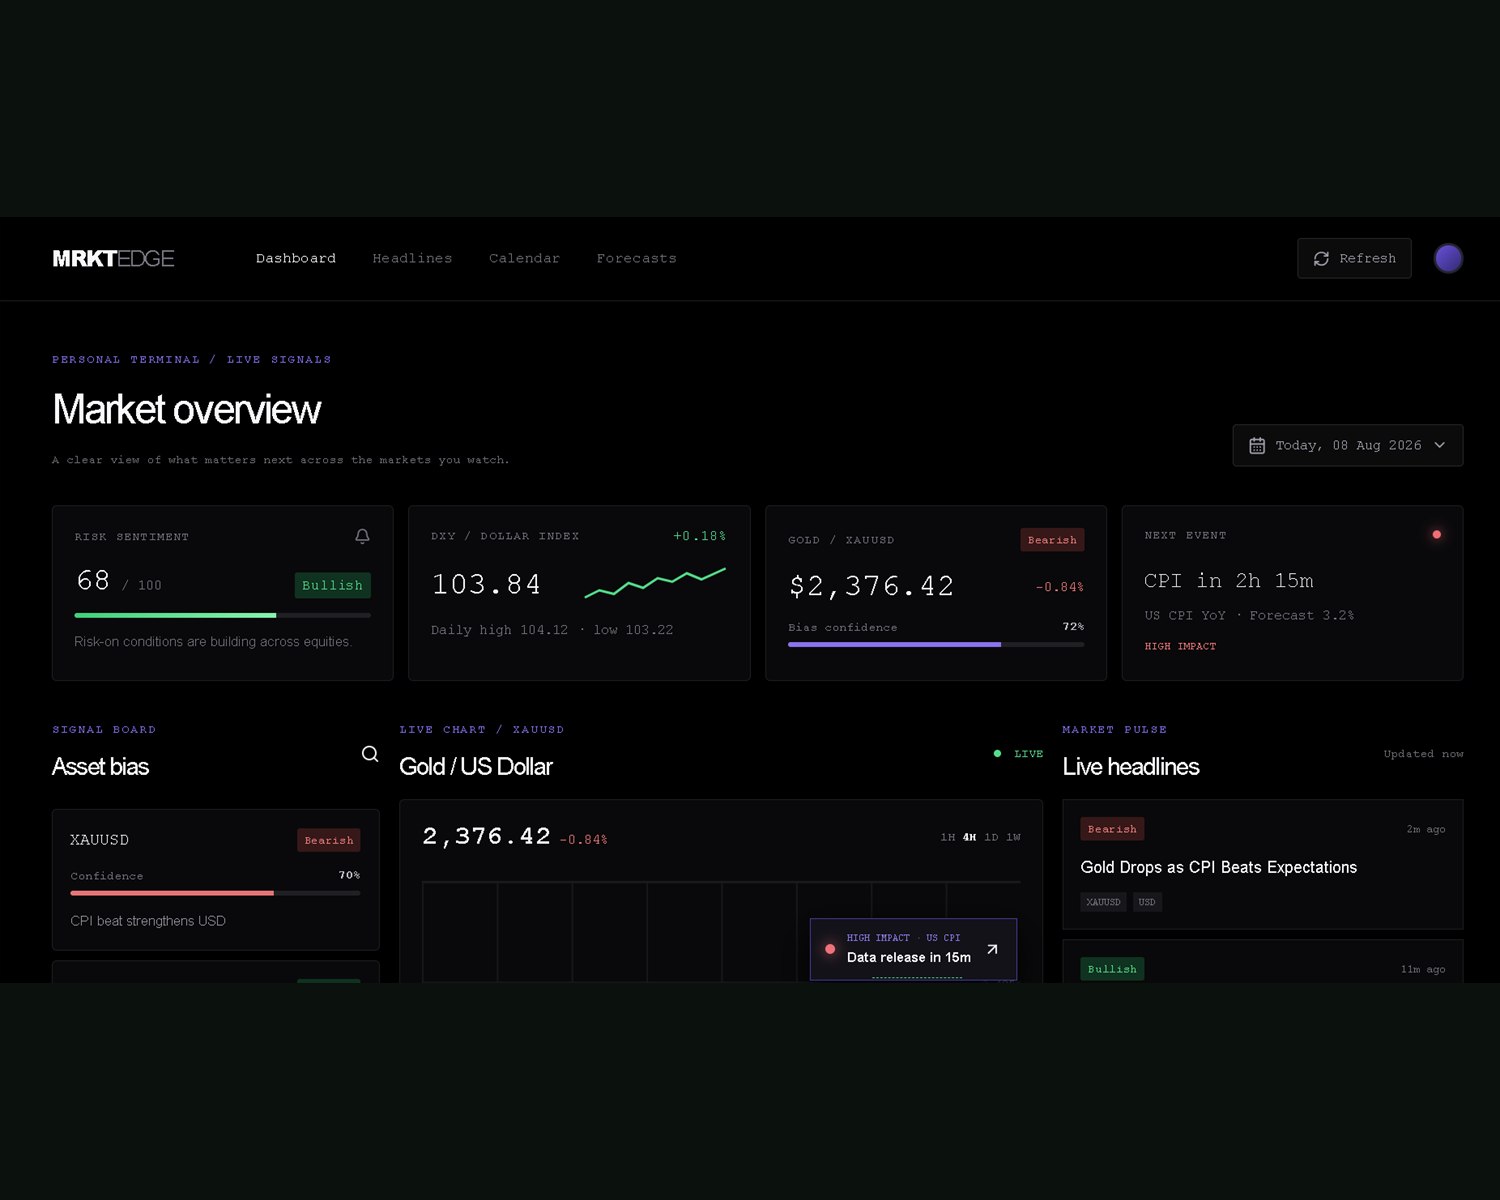 MRKTEDGE
Dashboard
Headlines
Calendar
Forecasts
Refresh
PERSONAL TERMINAL / LIVE SIGNALS
Market overview
A clear view of what matters next across the markets you watch.
Today, 08 Aug 2026
RISK SENTIMENT
68 / 100
Bullish
Risk-on conditions are building across equities.
DXY / DOLLAR INDEX
+0.18%
103.84
Daily high 104.12 · low 103.22
GOLD / XAUUSD
Bearish
$2,376.42
-0.84%
Bias confidence
72%
NEXT EVENT
CPI in 2h 15m
US CPI YoY · Forecast 3.2%
HIGH IMPACT
SIGNAL BOARD
Asset bias
XAUUSD
Bearish
Confidence
70%
CPI beat strengthens USD
LIVE CHART / XAUUSD
Gold / US Dollar
LIVE
2,376.42 -0.84%
1H 4H 1D 1W
HIGH IMPACT · US CPI
Data release in 15m
MARKET PULSE
Live headlines
Updated now
Bearish
2m ago
Gold Drops as CPI Beats Expectations
XAUUSD
USD
Bullish
11m ago